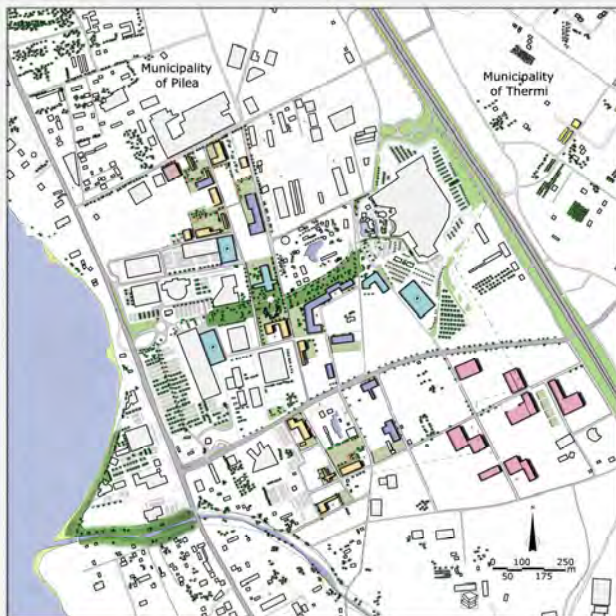 Municipality
of Pilea
Municipality
of Thermi
N
0 100 250
m
50 175